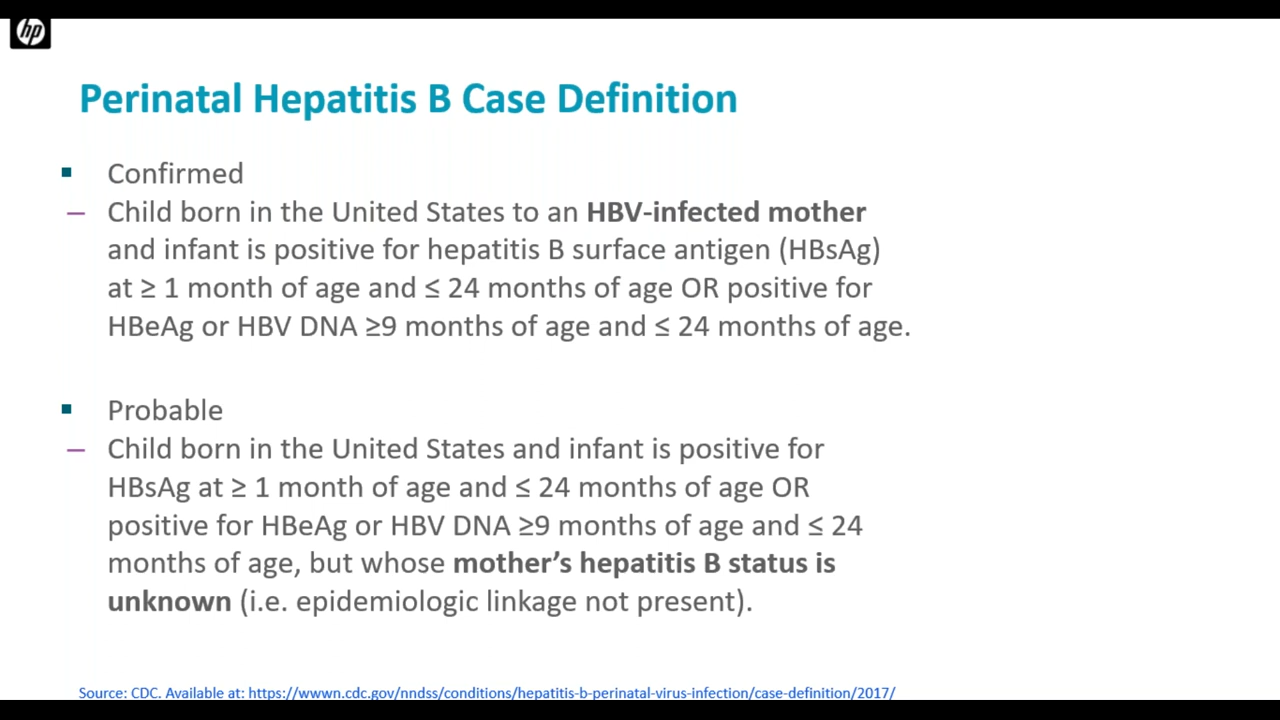 hp
Perinatal Hepatitis B Case Definition
▪ Confirmed
– Child born in the United States to an HBV-infected mother
and infant is positive for hepatitis B surface antigen (HBsAg)
at ≥ 1 month of age and ≤ 24 months of age OR positive for
HBeAg or HBV DNA ≥9 months of age and ≤ 24 months of age.
▪ Probable
– Child born in the United States and infant is positive for
HBsAg at ≥ 1 month of age and ≤ 24 months of age OR
positive for HBeAg or HBV DNA ≥9 months of age and ≤ 24
months of age, but whose mother’s hepatitis B status is
unknown (i.e. epidemiologic linkage not present).
Source: CDC. Available at: https://wwwn.cdc.gov/nndss/conditions/hepatitis-b-perinatal-virus-infection/case-definition/2017/